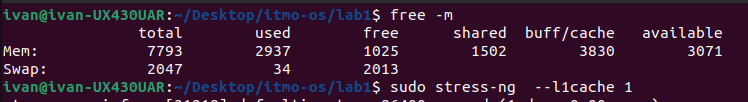 ivan@ivan-UX430UAR:~/Desktop/itmo-os/lab1$ free -m
total used free shared buff/cache available
Mem: 7793 2937 1025 1502 3830 3071
Swap: 2047 34 2013
ivan@ivan-UX430UAR:~/Desktop/itmo-os/lab1$ sudo stress-ng --l1cache 1